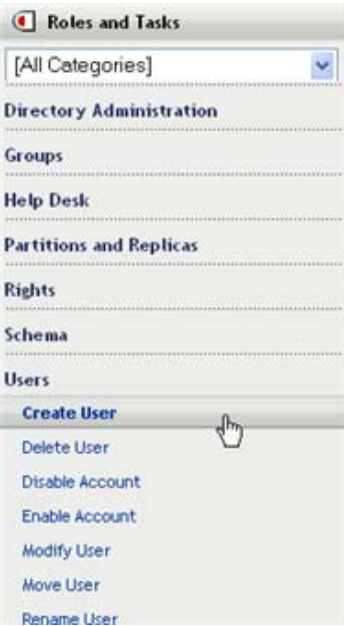 Roles and Tasks
[All Categories]
Directory Administration
Groups
Help Desk
Partitions and Replicas
Rights
Schema
Users
Create User
Delete User
Disable Account
Enable Account
Modify User
Move User
Rename User